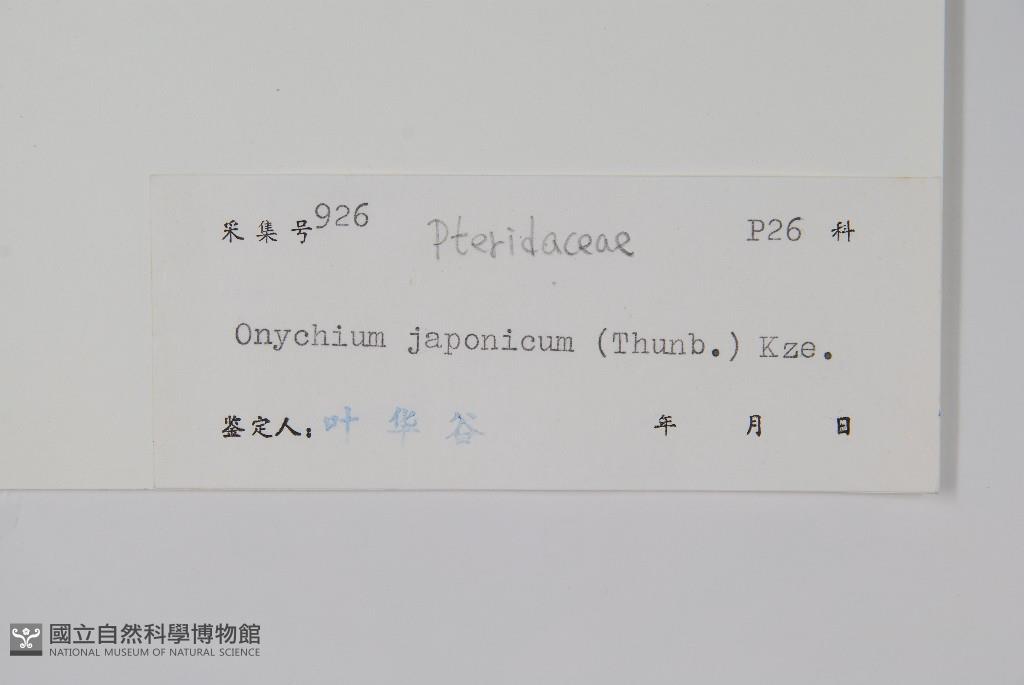 采集号926 Pteridaceae P26 科
Onychium japonicum (Thunb.) Kze.
鉴定人: 叶华谷 年 月 日
國立自然科學博物館
NATIONAL MUSEUM OF NATURAL SCIENCE